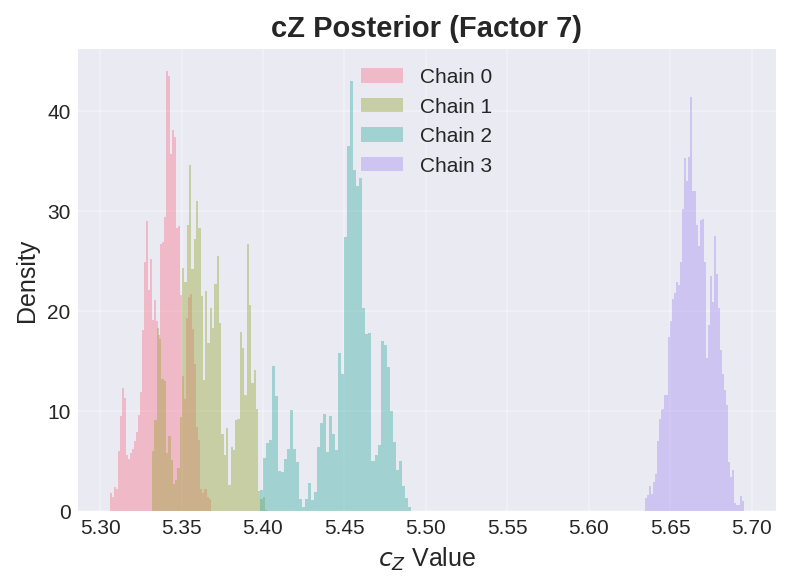 cZ Posterior (Factor 7)
Chain 0
Chain 1
Chain 2
Chain 3
Density
40
30
20
10
0
5.30 5.35 5.40 5.45 5.50 5.55 5.60 5.65 5.70
c_Z Value